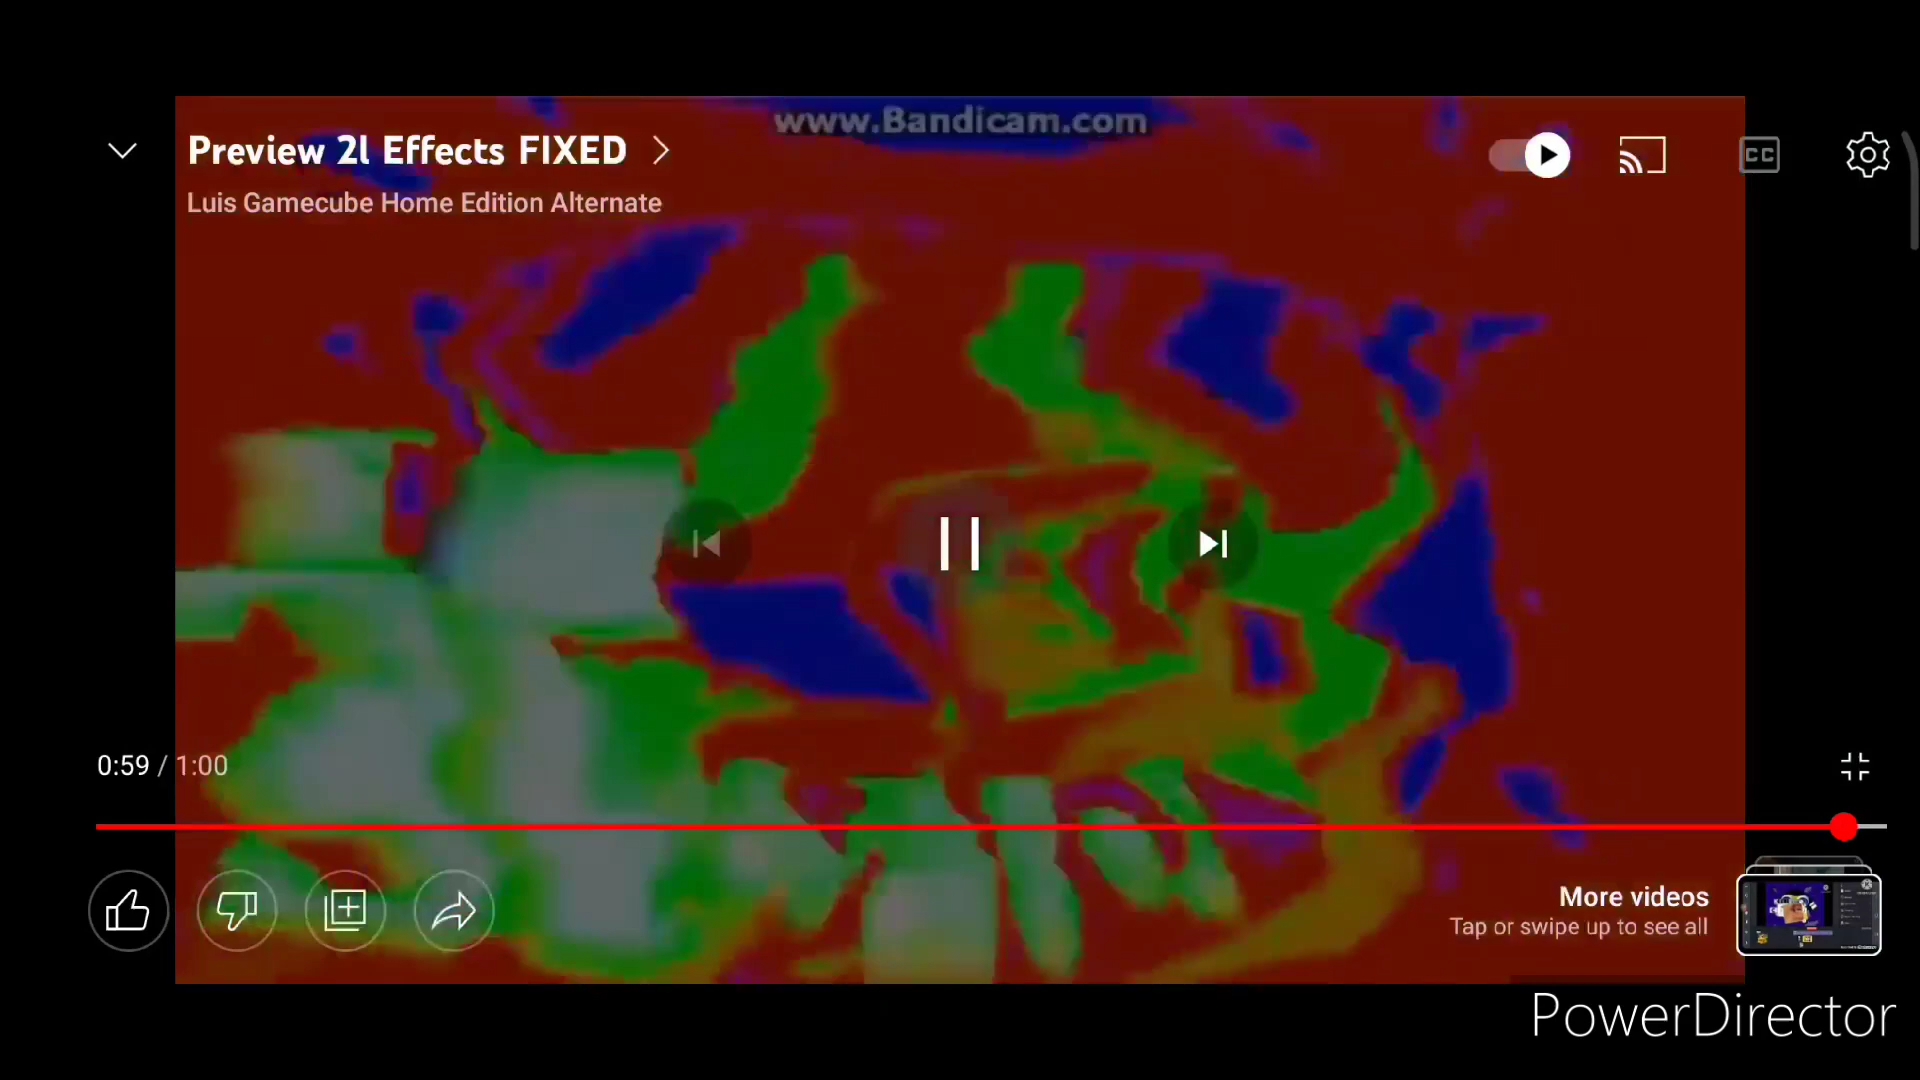 www.Bandicam.com
Preview 2l Effects FIXED
CC
Luis Gamecube Home Edition Alternate
0:59 / 1:00
More videos
Tap or swipe up to see all
PowerDirector